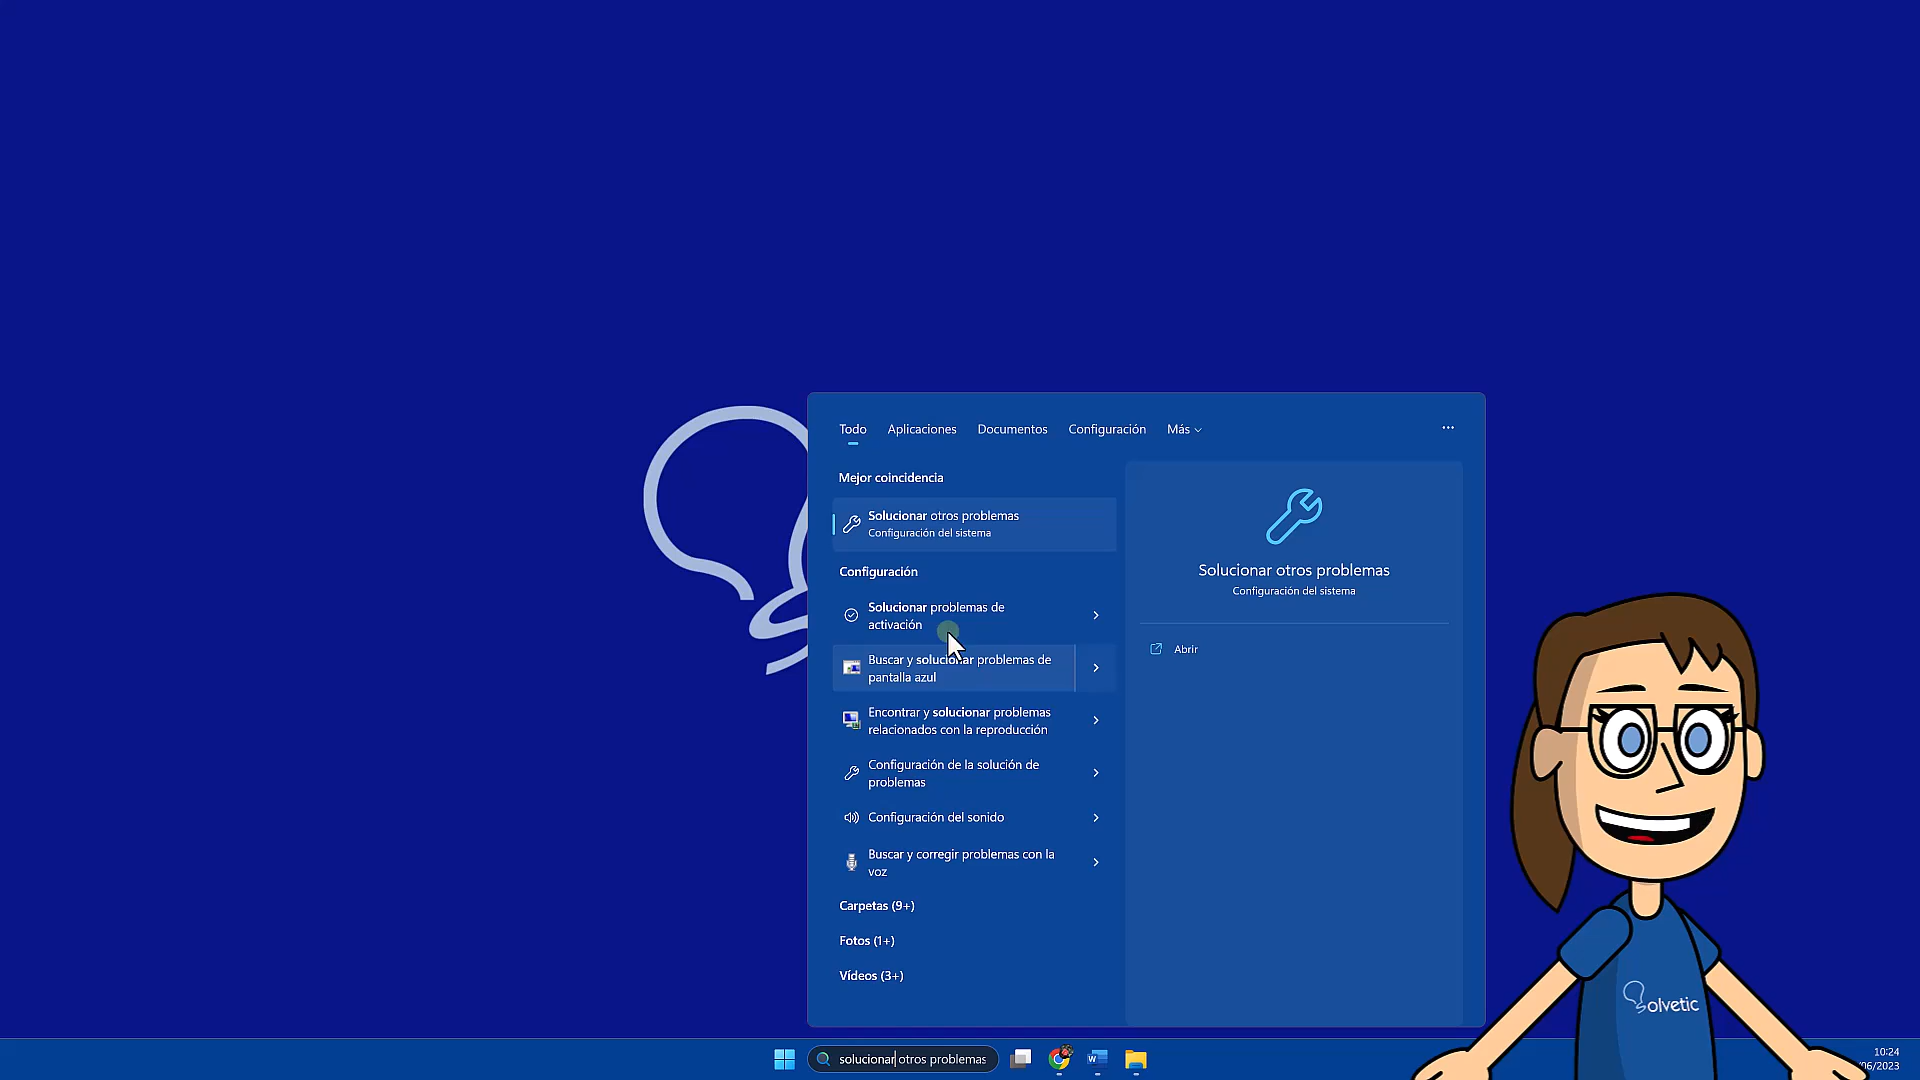 Todo Aplicaciones Documentos Configuración Más
Mejor coincidencia
Solucionar otros problemas
Configuración del sistema
Configuración
Solucionar problemas de
activación
Buscar y solucionar problemas de
pantalla azul
Encontrar y solucionar problemas
relacionados con la reproducción
Configuración de la solución de
problemas
Configuración del sonido
Buscar y corregir problemas con la
voz
Carpetas (9+)
Fotos (1+)
Vídeos (3+)
Solucionar otros problemas
Configuración del sistema
Abrir
olvetic
solucionar otros problemas
10:24
/06/2023